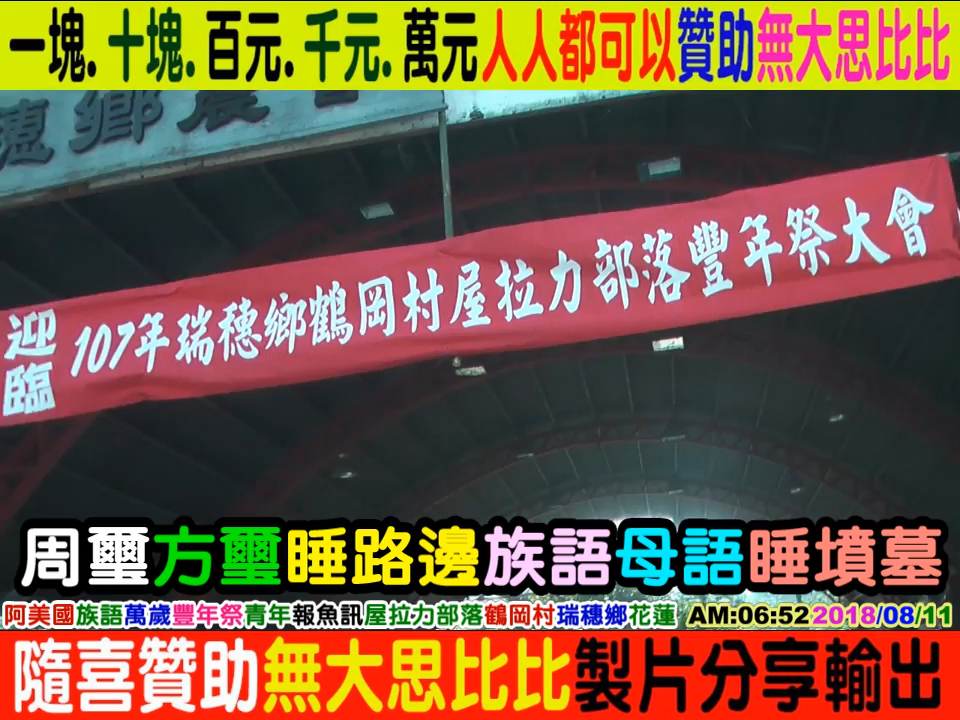 一塊.十塊.百元.千元.萬元人人都可以贊助無大思比比
穗鄉農會
迎臨 107年瑞穗鄉鶴岡村屋拉力部落豐年祭大會
周璽方璽睡路邊族語母語睡墳墓
阿美國族語萬歲豐年祭青年報魚訊屋拉力部落鶴岡村瑞穗鄉花蓮 AM:06:52 2018/08/11
隨喜贊助無大思比比製片分享輸出